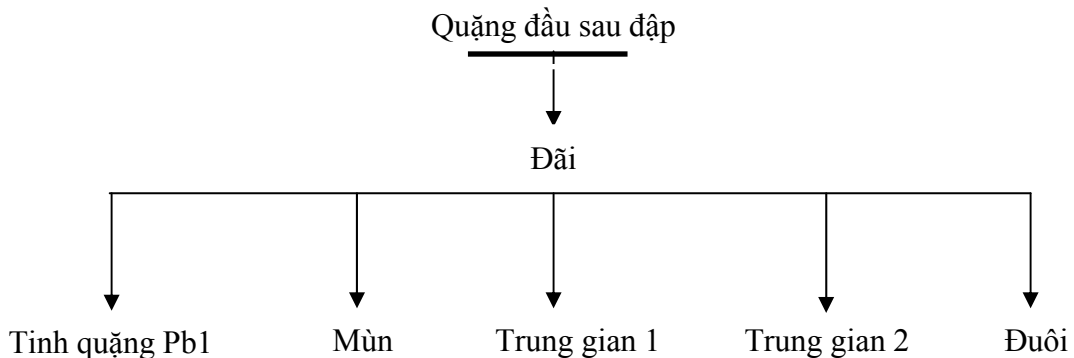 Quặng đầu sau đập
Đãi
Tinh quặng Pb1 Mùn Trung gian 1 Trung gian 2 Đuôi